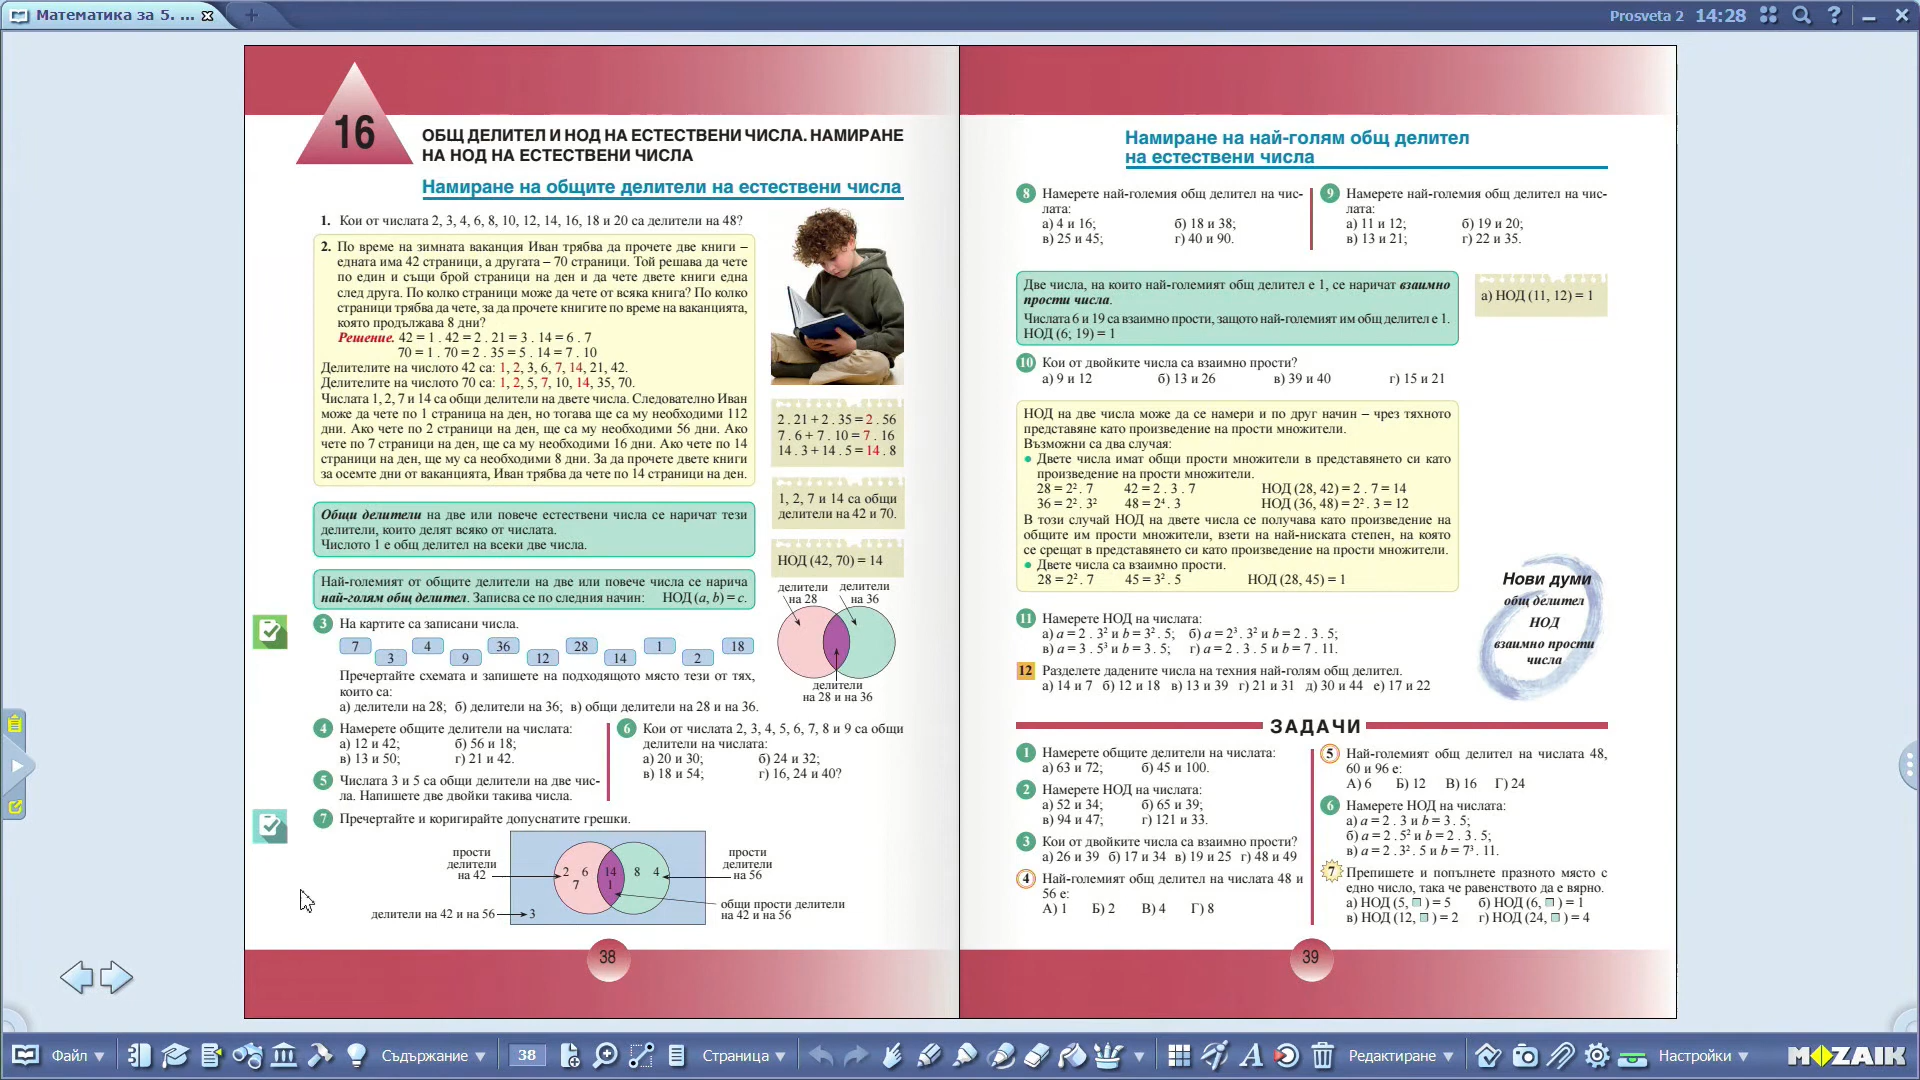 Математика за 5. ...
Prosveta 2 14:28
16
ОБЩ ДЕЛИТЕЛ И НОД НА ЕСТЕСТВЕНИ ЧИСЛА. НАМИРАНЕ
НА НОД НА ЕСТЕСТВЕНИ ЧИСЛА
Намиране на общите делители на естествени числа
1. Кои от числата 2, 3, 4, 6, 8, 10, 12, 14, 16, 18 и 20 са делители на 48?
2. По време на зимната ваканция Иван трябва да прочете две книги –
едната има 42 страници, а другата – 70 страници. Той решава да чете
по един и същи брой страници на ден и да чете двете книги една
след друга. По колко страници може да чете от всяка книга? По колко
страници трябва да чете, за да прочете книгите по време на ваканцията,
която продължава 8 дни?
Решение. 42 = 1 . 42 = 2 . 21 = 3 . 14 = 6 . 7
70 = 1 . 70 = 2 . 35 = 5 . 14 = 7 . 10
Делителите на числото 42 са: 1, 2, 3, 6, 7, 14, 21, 42.
Делителите на числото 70 са: 1, 2, 5, 7, 10, 14, 35, 70.
Числата 1, 2, 7 и 14 са общи делители на двете числа. Следователно Иван
може да чете по 1 страница на ден, но тогава ще са му необходими 112
дни. Ако чете по 2 страници на ден, ще са му необходими 56 дни. Ако
чете по 7 страници на ден, ще са му необходими 16 дни. Ако чете по 14
страници на ден, ще му са необходими 8 дни. За да прочете двете книги
за осемте дни от ваканцията, Иван трябва да чете по 14 страници на ден.
2 . 21 + 2 . 35 = 2 . 56
7 . 6 + 7 . 10 = 7 . 16
14 . 3 + 14 . 5 = 14 . 8
1, 2, 7 и 14 са общи
делители на 42 и 70.
НОД (42, 70) = 14
Общи делители на две или повече естествени числа се наричат тези
делители, които делят всяко от числата.
Числото 1 е общ делител на всеки две числа.
Най-големият от общите делители на две или повече числа се нарича
най-голям общ делител. Записва се по следния начин: НОД (a, b) = c.
делители
на 28
делители
на 36
делители
на 28 и на 36
3 На картите са записани числа.
7 4 36 28 1 18
3 9 12 14 2
Пречертайте схемата и запишете на подходящото място тези от тях,
които са:
а) делители на 28; б) делители на 36; в) общи делители на 28 и на 36.
4 Намерете общите делители на числата:
а) 12 и 42; б) 56 и 18;
в) 13 и 50; г) 21 и 42.
5 Числата 3 и 5 са общи делители на две чис-
ла. Напишете две двойки такива числа.
6 Кои от числата 2, 3, 4, 5, 6, 7, 8 и 9 са общи
делители на числата:
а) 20 и 30; б) 24 и 32;
в) 18 и 54; г) 16, 24 и 40?
7 Пречертайте и коригирайте допуснатите грешки.
прости
делители
на 42
2 6 14 8 4
7 1
прости
делители
на 56
общи прости делители
на 42 и на 56
делители на 42 и на 56 3
38
Намиране на най-голям общ делител
на естествени числа
8 Намерете най-големия общ делител на чис-
лата:
а) 4 и 16; б) 18 и 38;
в) 25 и 45; г) 40 и 90.
9 Намерете най-големия общ делител на чис-
лата:
а) 11 и 12; б) 19 и 20;
в) 13 и 21; г) 22 и 35.
Две числа, на които най-големият общ делител е 1, се наричат взаимно
прости числа.
Числата 6 и 19 са взаимно прости, защото най-големият им общ делител е 1.
НОД (6; 19) = 1
а) НОД (11, 12) = 1
10 Кои от двойките числа са взаимно прости?
а) 9 и 12 б) 13 и 26 в) 39 и 40 г) 15 и 21
НОД на две числа може да се намери и по друг начин – чрез тяхното
представяне като произведение на прости множители.
Възможни са два случая:
● Двете числа имат общи прости множители в представянето си като
произведение на прости множители.
28 = 2². 7 42 = 2 . 3 . 7 НОД (28, 42) = 2 . 7 = 14
36 = 2². 3² 48 = 2⁴. 3 НОД (36, 48) = 2². 3 = 12
В този случай НОД на двете числа се получава като произведение на
общите им прости множители, взети на най-ниската степен, на която
се срещат в представянето си като произведение на прости множители.
● Двете числа са взаимно прости.
28 = 2². 7 45 = 3². 5 НОД (28, 45) = 1
Нови думи
общ делител
НОД
взаимно прости
числа
11 Намерете НОД на числата:
а) a = 2 . 3² и b = 3². 5; б) a = 2³. 3² и b = 2 . 3 . 5;
в) a = 3 . 5³ и b = 3 . 5; г) a = 2 . 3 . 5 и b = 7 . 11.
12 Разделете дадените числа на техния най-голям общ делител.
а) 14 и 7 б) 12 и 18 в) 13 и 39 г) 21 и 31 д) 30 и 44 е) 17 и 22
ЗАДАЧИ
1 Намерете общите делители на числата:
а) 63 и 72; б) 45 и 100.
2 Намерете НОД на числата:
а) 52 и 34; б) 65 и 39;
в) 94 и 47; г) 121 и 33.
3 Кои от двойките числа са взаимно прости?
а) 26 и 39 б) 17 и 34 в) 19 и 25 г) 48 и 49
4 Най-големият общ делител на числата 48 и
56 е:
А) 1 Б) 2 В) 4 Г) 8
5 Най-големият общ делител на числата 48,
60 и 96 е:
А) 6 Б) 12 В) 16 Г) 24
6 Намерете НОД на числата:
а) a = 2 . 3 и b = 3 . 5;
б) a = 2 . 5² и b = 2 . 3 . 5;
в) a = 2 . 3². 5 и b = 7³. 11.
7 Препишете и попълнете празното място с
едно число, така че равенството да е вярно.
а) НОД (5, □ ) = 5 б) НОД (6, □ ) = 1
в) НОД (12, □ ) = 2 г) НОД (24, □ ) = 4
39
Файл Съдържание 38 Страница Редактиране Настройки MOZAIK